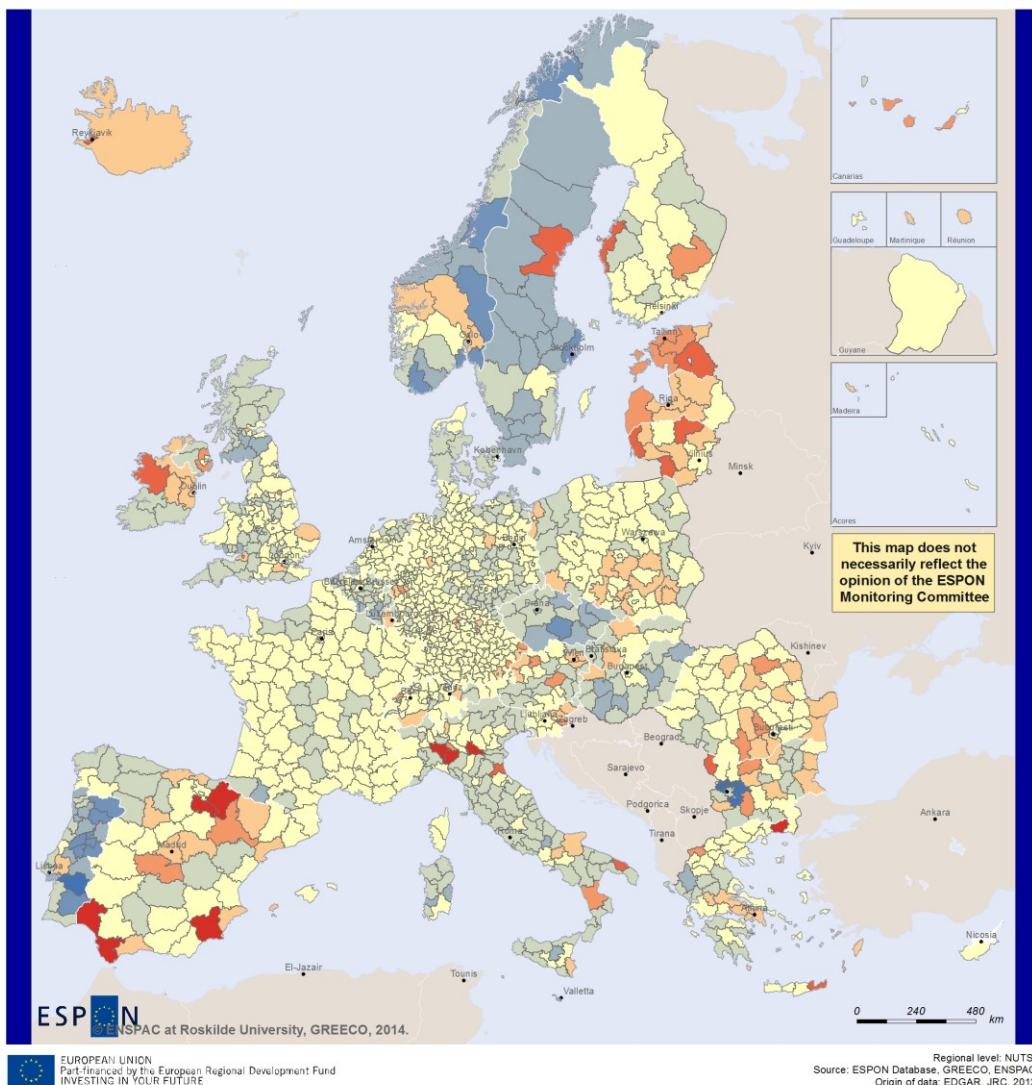 Reykjavik
Canarias
Guadeloupe
Martinique
Réunion
Helsinki
Oslo
Tallinn
Stockholm
Guyane
Riga
Madeira
København
Vilnius
Dublin
Minsk
Acores
Amsterdam
Berlin
Warszawa
London
Kyiv
This map does not
necessarily reflect the
opinion of the ESPON
Monitoring Committee
Praha
Paris
Kishinev
Wien
Bratislava
Budapest
Ljubljana
Zagreb
Bucuresti
Beograd
Sarajevo
Podgorica
Skopje
Ankara
Roma
Tirana
Madrid
Lisboa
Athina
Nicosia
El-Jazair
Tunis
Valletta
ESPON
© ENSPAC at Roskilde University, GREECO, 2014.
0 240 480
km
EUROPEAN UNION
Part-financed by the European Regional Development Fund
INVESTING IN YOUR FUTURE
Regional level: NUTS
Source: ESPON Database, GREECO, ENSPAC
Origin of data: EDGAR, JRC, 201